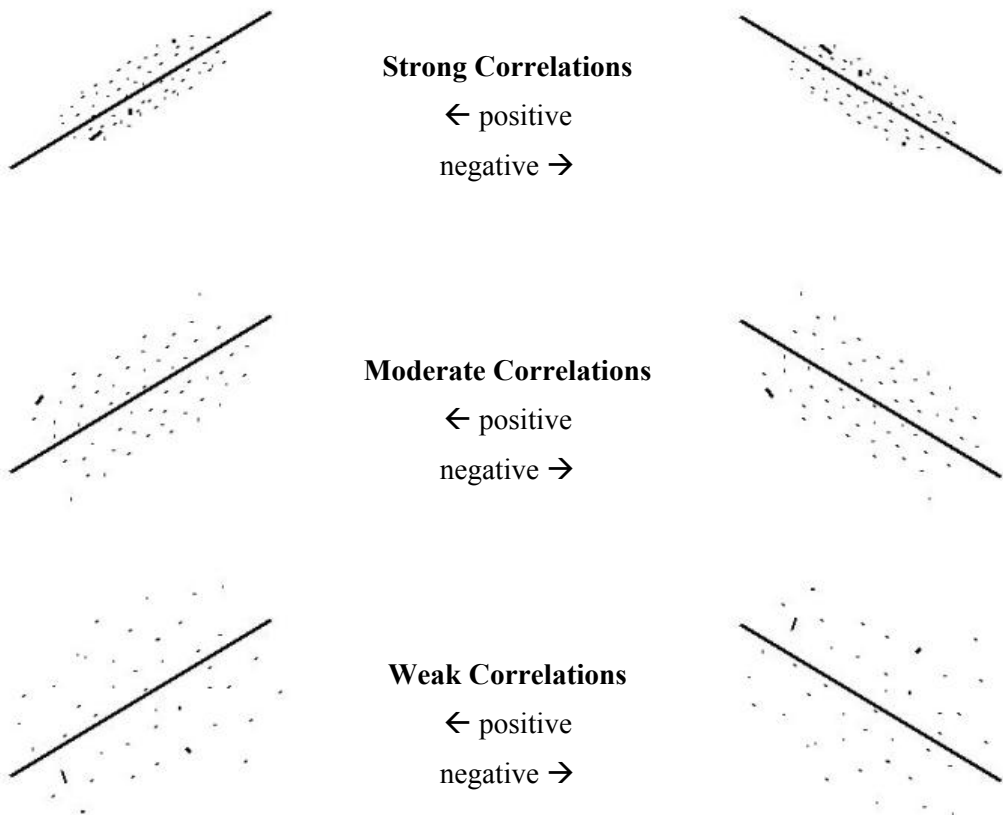 Strong Correlations
← positive
negative →
Moderate Correlations
← positive
negative →
Weak Correlations
← positive
negative →